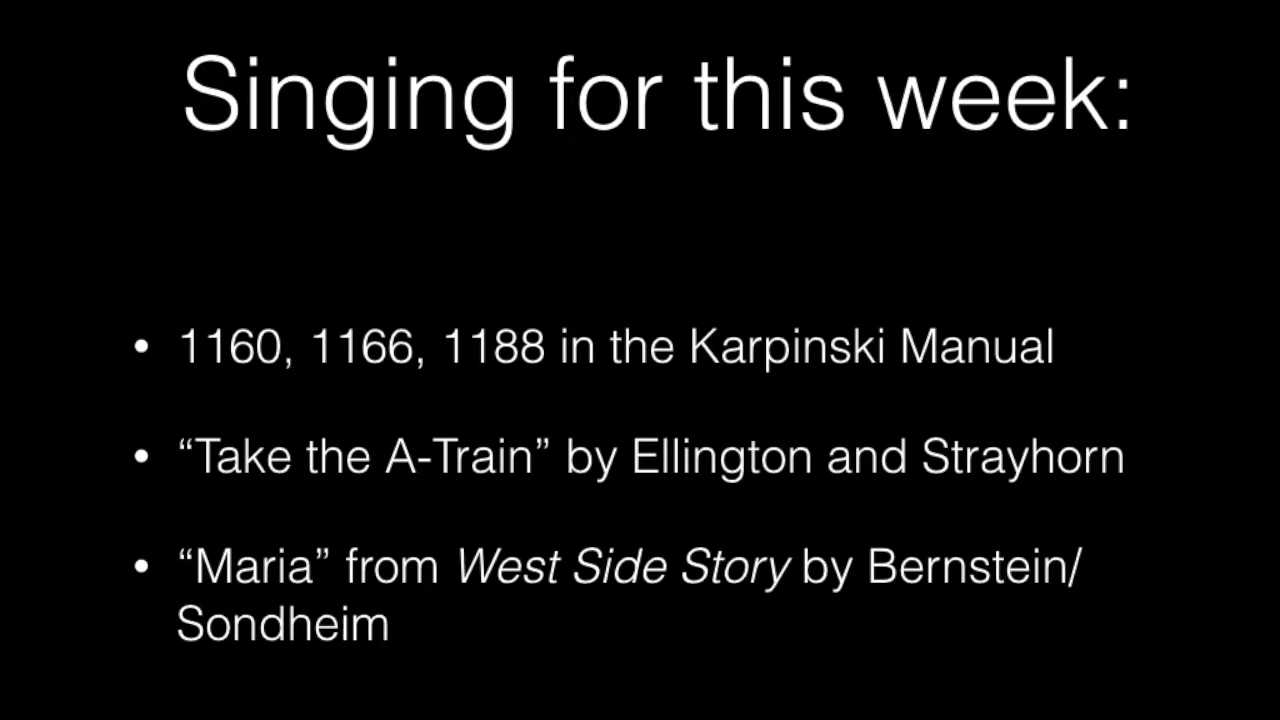 Singing for this week:
• 1160, 1166, 1188 in the Karpinski Manual
• “Take the A-Train” by Ellington and Strayhorn
• “Maria” from West Side Story by Bernstein/
Sondheim